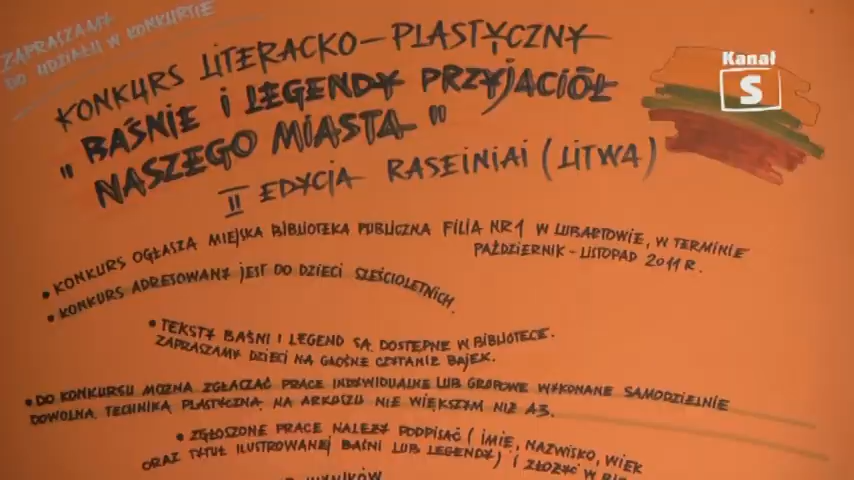 ZAPRASZAMY
DO UDZIAŁU W KONKURSIE
KONKURS LITERACKO-PLASTYCZNY
"BAŚNIE I LEGENDY PRZYJACIÓŁ
NASZEGO MIASTA"
II EDYCJA RASEINIAI (LITWA)
Kanał
S
• KONKURS OGŁASZA MIEJSKA BIBLIOTEKA PUBLICZNA FILIA NR 1 W LUBARTOWIE, W TERMINIE
PAŹDZIERNIK - LISTOPAD 2011 R.
• KONKURS ADRESOWANY JEST DO DZIECI SZEŚCIOLETNICH.
• TEKSTY BAŚNI I LEGEND SĄ DOSTĘPNE W BIBLIOTECE.
ZAPRASZAMY DZIECI NA GŁOŚNE CZYTANIE BAJEK.
• DO KONKURSU MOŻNA ZGŁASZAĆ PRACE INDYWIDUALNE LUB GRUPOWE WYKONANE SAMODZIELNIE
DOWOLNĄ TECHNIKĄ PLASTYCZNĄ, NA ARKUSZU NIE WIĘKSZYM NIŻ A3.
• ZGŁOSZONE PRACE NALEŻY PODPISAĆ (IMIĘ, NAZWISKO, WIEK
ORAZ TYTUŁ ILUSTROWANEJ BAŚNI LUB LEGENDY) I ZŁOŻYĆ W
WYNIKÓW